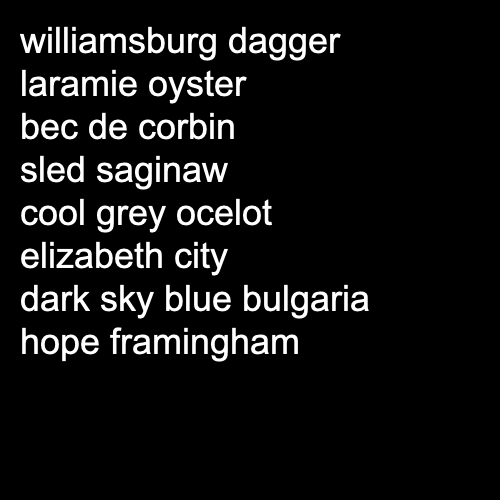 williamsburg dagger
laramie oyster
bec de corbin
sled saginaw
cool grey ocelot
elizabeth city
dark sky blue bulgaria
hope framingham